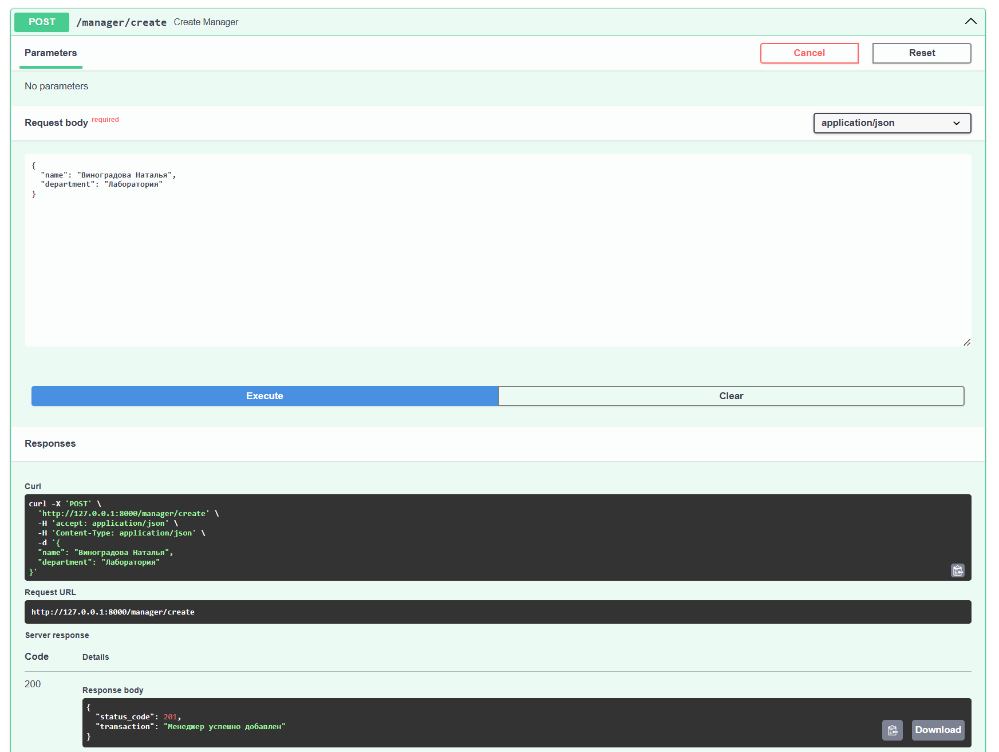 POST /manager/create Create Manager
Parameters
Cancel
Reset
No parameters
Request body required
application/json
{
  "name": "Виноградова Наталья",
  "department": "Лаборатория"
}
Execute
Clear
Responses
Curl
curl -X 'POST' \
  'http://127.0.0.1:8000/manager/create' \
  -H 'accept: application/json' \
  -H 'Content-Type: application/json' \
  -d '{
  "name": "Виноградова Наталья",
  "department": "Лаборатория"
}'
Request URL
http://127.0.0.1:8000/manager/create
Server response
Code Details
200
Response body
{
  "status_code": 201,
  "transaction": "Менеджер успешно добавлен"
}
Download